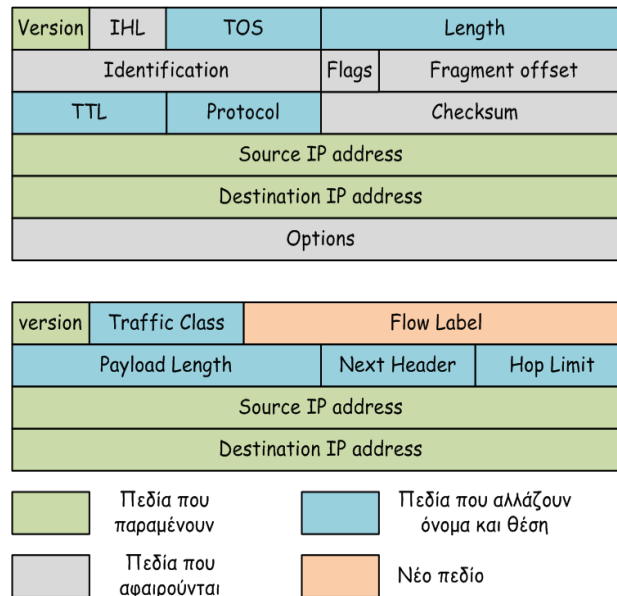 Version IHL TOS Length
Identification Flags Fragment offset
TTL Protocol Checksum
Source IP address
Destination IP address
Options
version Traffic Class Flow Label
Payload Length Next Header Hop Limit
Source IP address
Destination IP address
Πεδία που
παραμένουν
Πεδία που αλλάζουν
όνομα και θέση
Πεδία που
αφαιρούνται
Νέο πεδίο